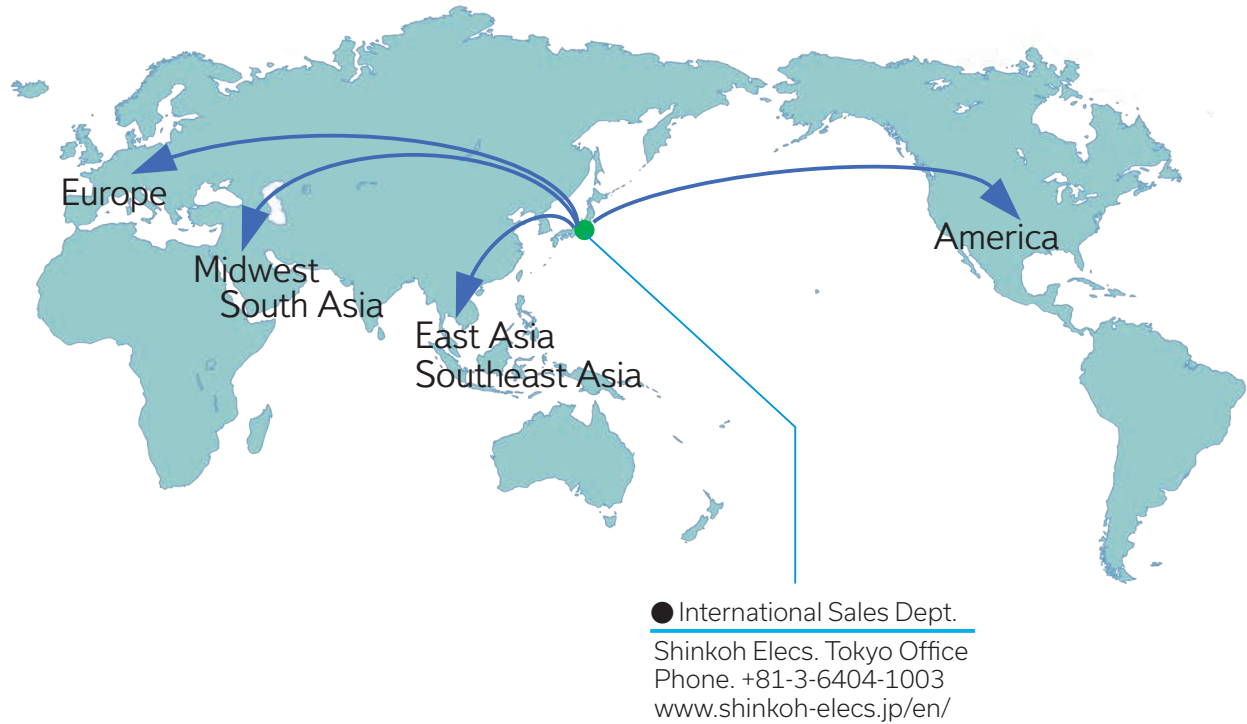 Europe
Midwest
South Asia
East Asia
Southeast Asia
America
● International Sales Dept.
Shinkoh Elecs. Tokyo Office
Phone. +81-3-6404-1003
www.shinkoh-elecs.jp/en/